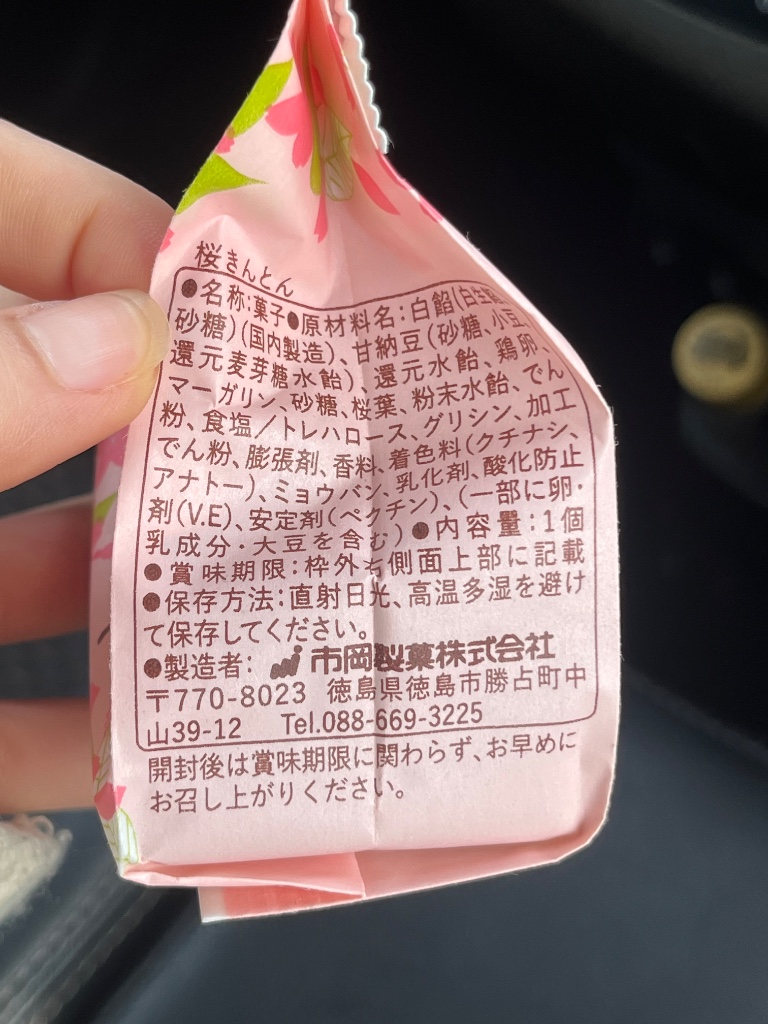 桜きんとん
●名称:菓子●原材料名:白餡(白生餡、
砂糖)(国内製造)、甘納豆(砂糖、小豆、
還元麦芽糖水飴)、還元水飴、鶏卵、
マーガリン、砂糖、桜葉、粉末水飴、でん
粉、食塩/トレハロース、グリシン、加工
でん粉、膨張剤、香料、着色料(クチナシ、
アナトー)、ミョウバン、乳化剤、酸化防止
剤(V.E)、安定剤(ペクチン)、(一部に卵・
乳成分・大豆を含む)●内容量:1個
●賞味期限:枠外ち側面上部に記載
●保存方法:直射日光、高温多湿を避け
て保存してください。
●製造者: 市岡製菓株式会社
〒770-8023 徳島県徳島市勝占町中
山39-12 Tel.088-669-3225
開封後は賞味期限に関わらず、お早めに
お召し上がりください。